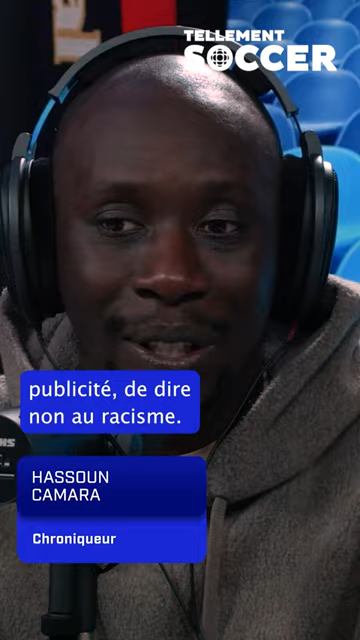 TELLEMENT
SOCCER
publicité, de dire
non au racisme.
HASSOUN
CAMARA
Chroniqueur